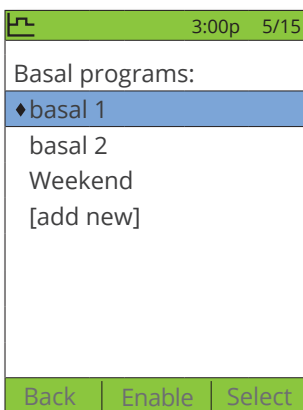 3:00p 5/15
Basal programs:
♦basal 1
basal 2
Weekend
[add new]
Back Enable Select